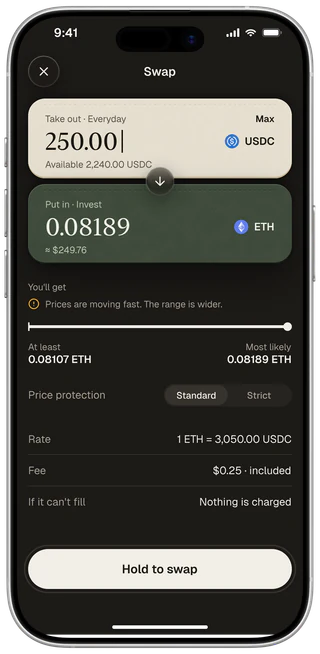 9:41
Swap
Take out · Everyday
Max
250.00
USDC
Available 2,240.00 USDC
Put in · Invest
0.08189
ETH
≈ $249.76
You'll get
Prices are moving fast. The range is wider.
At least
Most likely
0.08107 ETH
0.08189 ETH
Price protection
Standard
Strict
Rate
1 ETH = 3,050.00 USDC
Fee
$0.25 · included
If it can't fill
Nothing is charged
Hold to swap